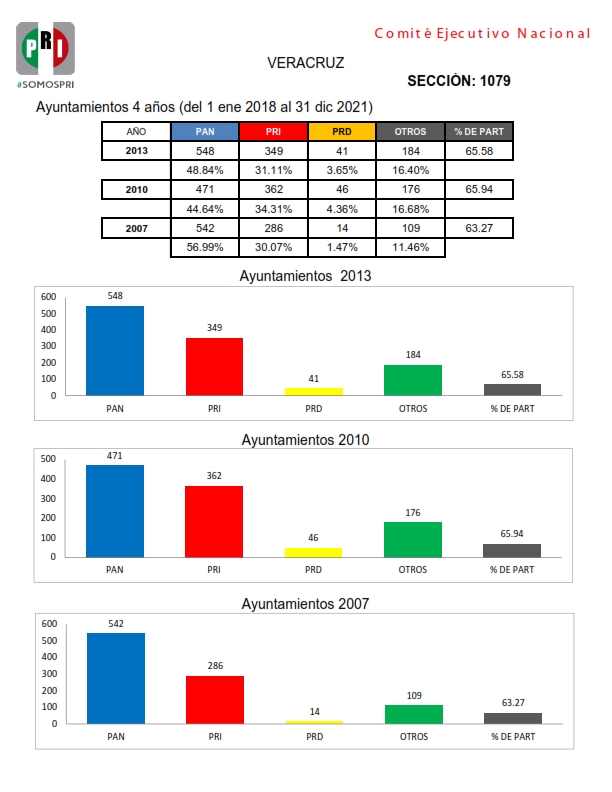 Comité Ejecutivo Nacional
PRI
#SOMOSPRI
VERACRUZ
SECCIÓN: 1079
Ayuntamientos 4 años (del 1 ene 2018 al 31 dic 2021)
AÑO PAN PRI PRD OTROS % DE PART
2013 548 349 41 184 65.58
48.84% 31.11% 3.65% 16.40%
2010 471 362 46 176 65.94
44.64% 34.31% 4.36% 16.68%
2007 542 286 14 109 63.27
56.99% 30.07% 1.47% 11.46%
Ayuntamientos 2013
600
500
400
300
200
100
0
548
349
41
184
65.58
PAN PRI PRD OTROS % DE PART
Ayuntamientos 2010
500
400
300
200
100
0
471
362
46
176
65.94
PAN PRI PRD OTROS % DE PART
Ayuntamientos 2007
600
500
400
300
200
100
0
542
286
14
109
63.27
PAN PRI PRD OTROS % DE PART